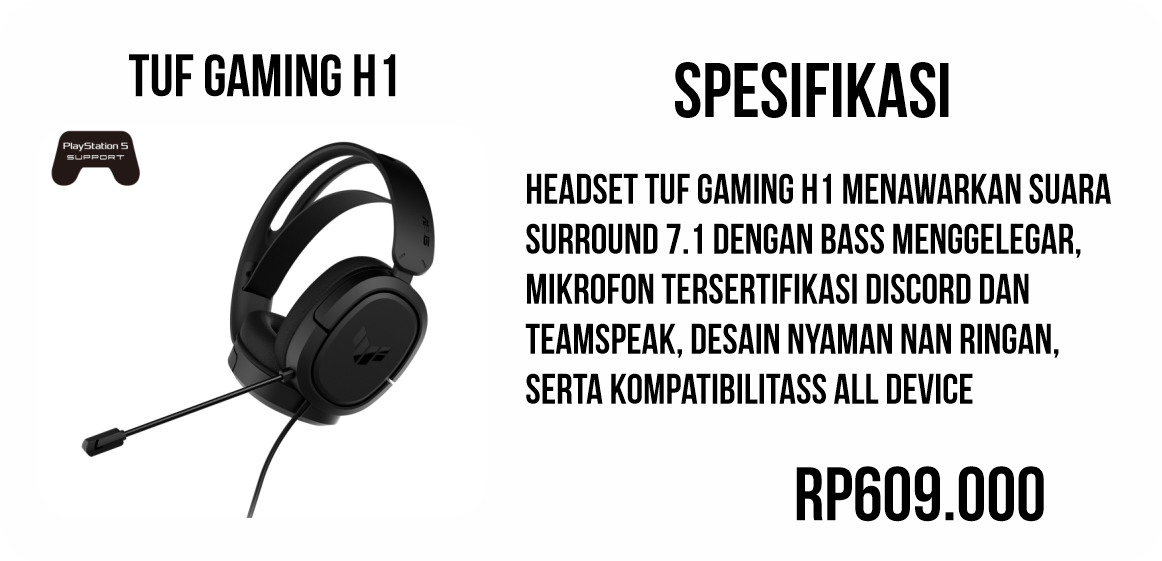 TUF GAMING H1
PlayStation 5
SUPPORT
SPESIFIKASI
HEADSET TUF GAMING H1 MENAWARKAN SUARA
SURROUND 7.1 DENGAN BASS MENGGELEGAR,
MIKROFON TERSERTIFIKASI DISCORD DAN
TEAMSPEAK, DESAIN NYAMAN NAN RINGAN,
SERTA KOMPATIBILITASS ALL DEVICE
RP609.000